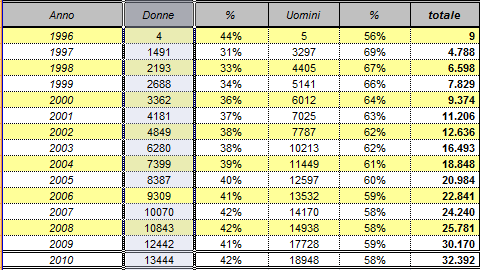 Anno Donne % Uomini % totale
1996 4 44% 5 56% 9
1997 1491 31% 3297 69% 4.788
1998 2193 33% 4405 67% 6.598
1999 2688 34% 5141 66% 7.829
2000 3362 36% 6012 64% 9.374
2001 4181 37% 7025 63% 11.206
2002 4849 38% 7787 62% 12.636
2003 6280 38% 10213 62% 16.493
2004 7399 39% 11449 61% 18.848
2005 8387 40% 12597 60% 20.984
2006 9309 41% 13532 59% 22.841
2007 10070 42% 14170 58% 24.240
2008 10843 42% 14938 58% 25.781
2009 12442 41% 17728 59% 30.170
2010 13444 42% 18948 58% 32.392